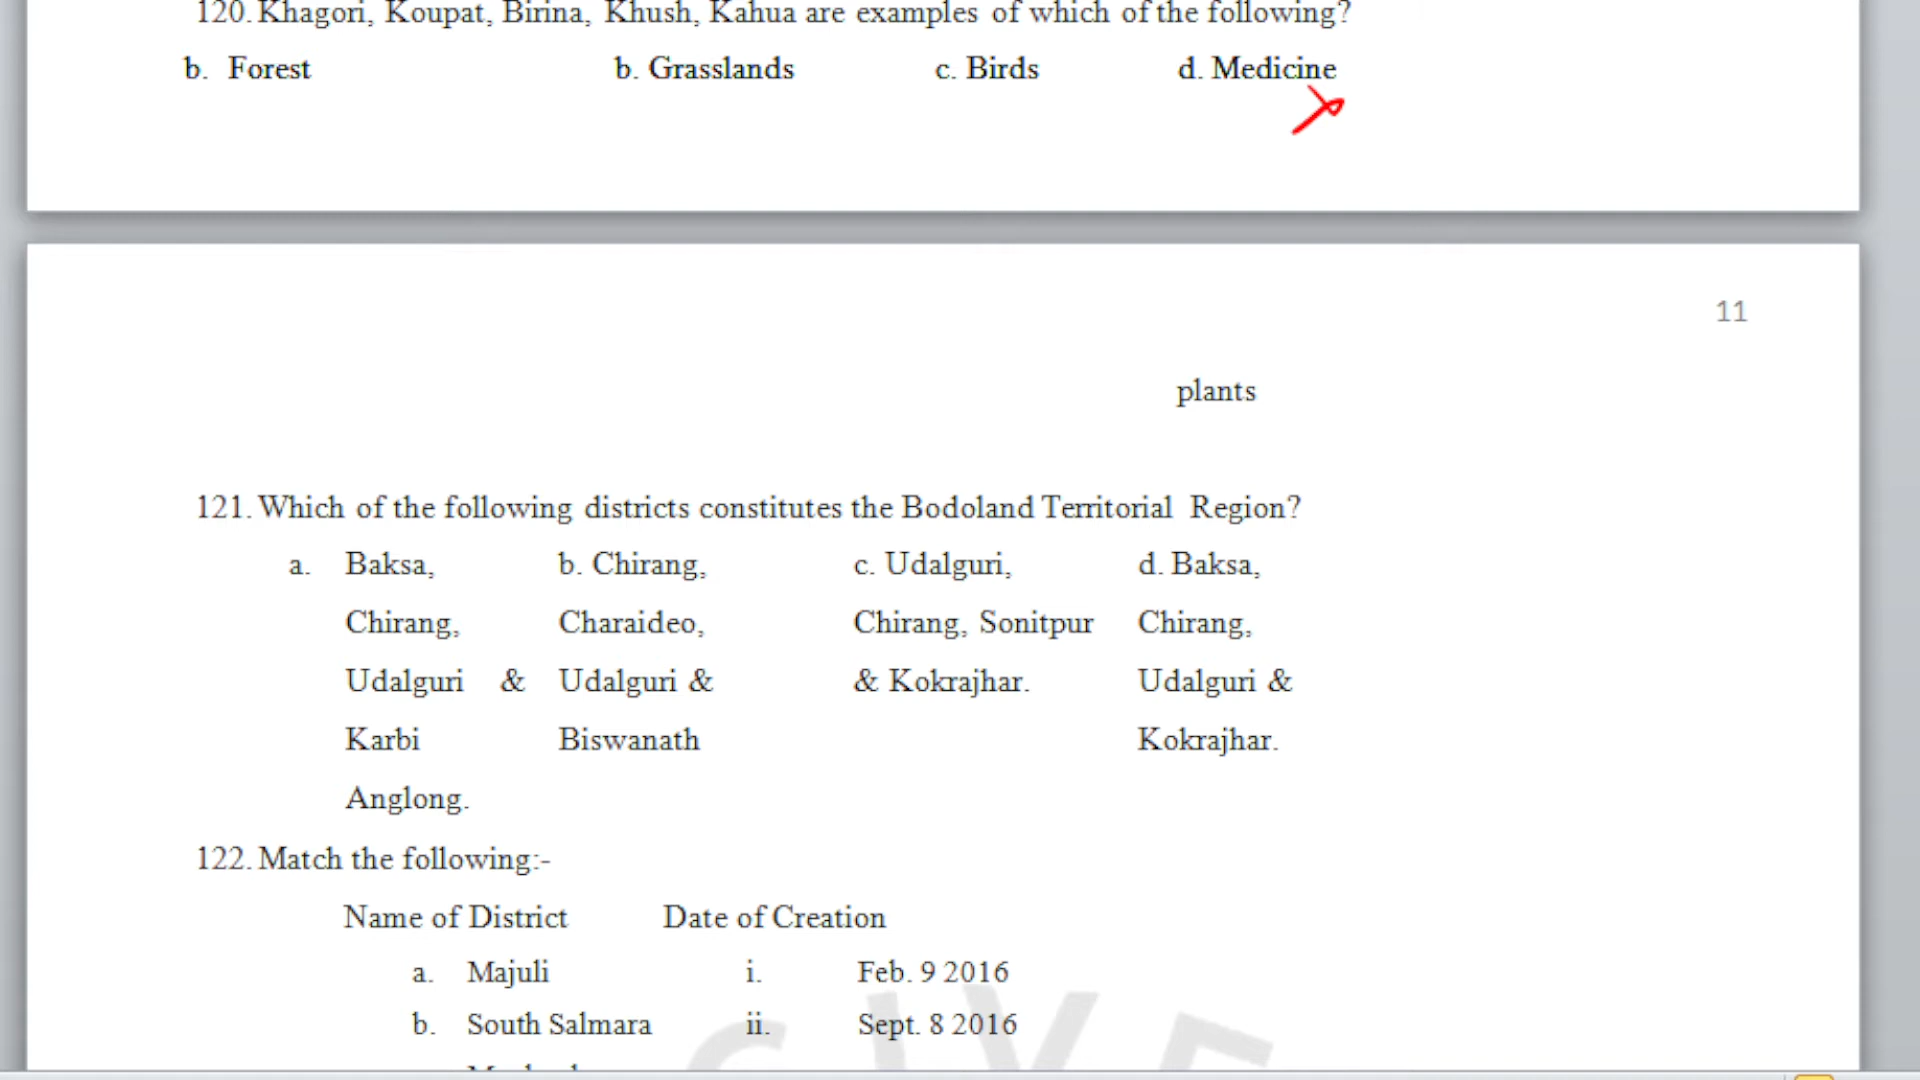 120. Khagori, Koupat, Birina, Khush, Kahua are examples of which of the following?
b. Forest b. Grasslands c. Birds d. Medicine
11
plants
121. Which of the following districts constitutes the Bodoland Territorial Region?
a. Baksa, b. Chirang, c. Udalguri, d. Baksa,
Chirang, Charaideo, Chirang, Sonitpur Chirang,
Udalguri & Udalguri & & Kokrajhar. Udalguri &
Karbi Biswanath Kokrajhar.
Anglong.
122. Match the following:-
Name of District Date of Creation
a. Majuli i. Feb. 9 2016
b. South Salmara ii. Sept. 8 2016